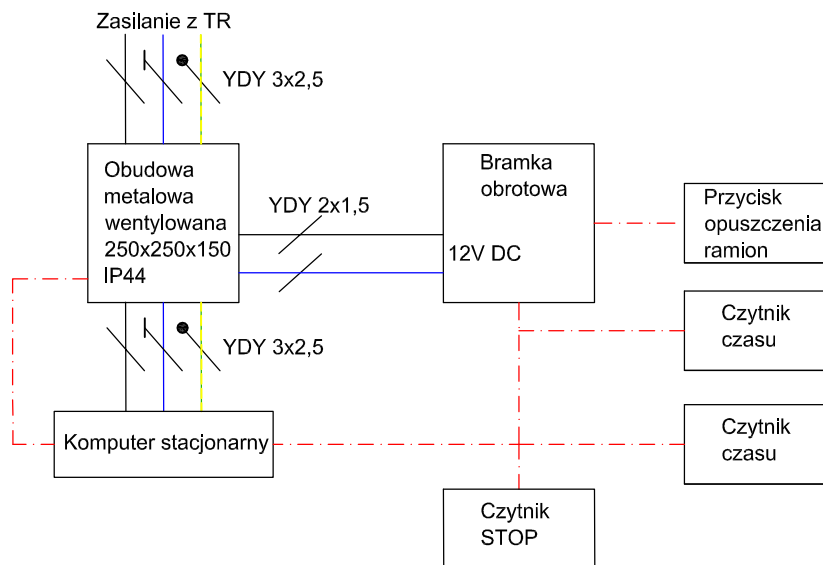 Zasilanie z TR
YDY 3x2,5
Obudowa
metalowa
wentylowana
250x250x150
IP44
YDY 2x1,5
Bramka
obrotowa
12V DC
Przycisk
opuszczenia
ramion
Czytnik
czasu
YDY 3x2,5
Komputer stacjonarny
Czytnik
czasu
Czytnik
STOP